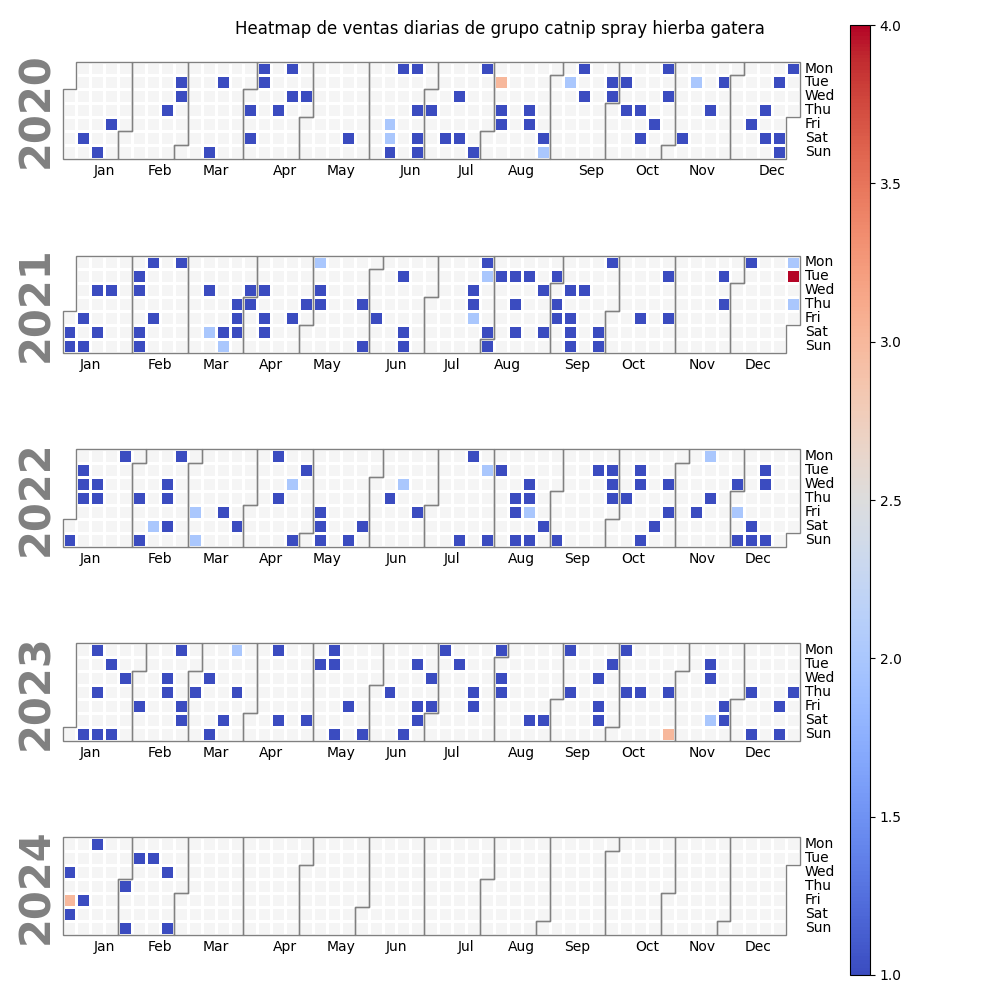 Heatmap de ventas diarias de grupo catnip spray hierba gatera
2020
Mon
Tue
Wed
Thu
Fri
Sat
Sun
Jan Feb Mar Apr May Jun Jul Aug Sep Oct Nov Dec
2021
Mon
Tue
Wed
Thu
Fri
Sat
Sun
Jan Feb Mar Apr May Jun Jul Aug Sep Oct Nov Dec
2022
Mon
Tue
Wed
Thu
Fri
Sat
Sun
Jan Feb Mar Apr May Jun Jul Aug Sep Oct Nov Dec
2023
Mon
Tue
Wed
Thu
Fri
Sat
Sun
Jan Feb Mar Apr May Jun Jul Aug Sep Oct Nov Dec
2024
Mon
Tue
Wed
Thu
Fri
Sat
Sun
Jan Feb Mar Apr May Jun Jul Aug Sep Oct Nov Dec
4.0
3.5
3.0
2.5
2.0
1.5
1.0